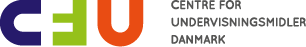 CFU
CENTRE FOR
UNDERVISNINGSMIDLER
DANMARK